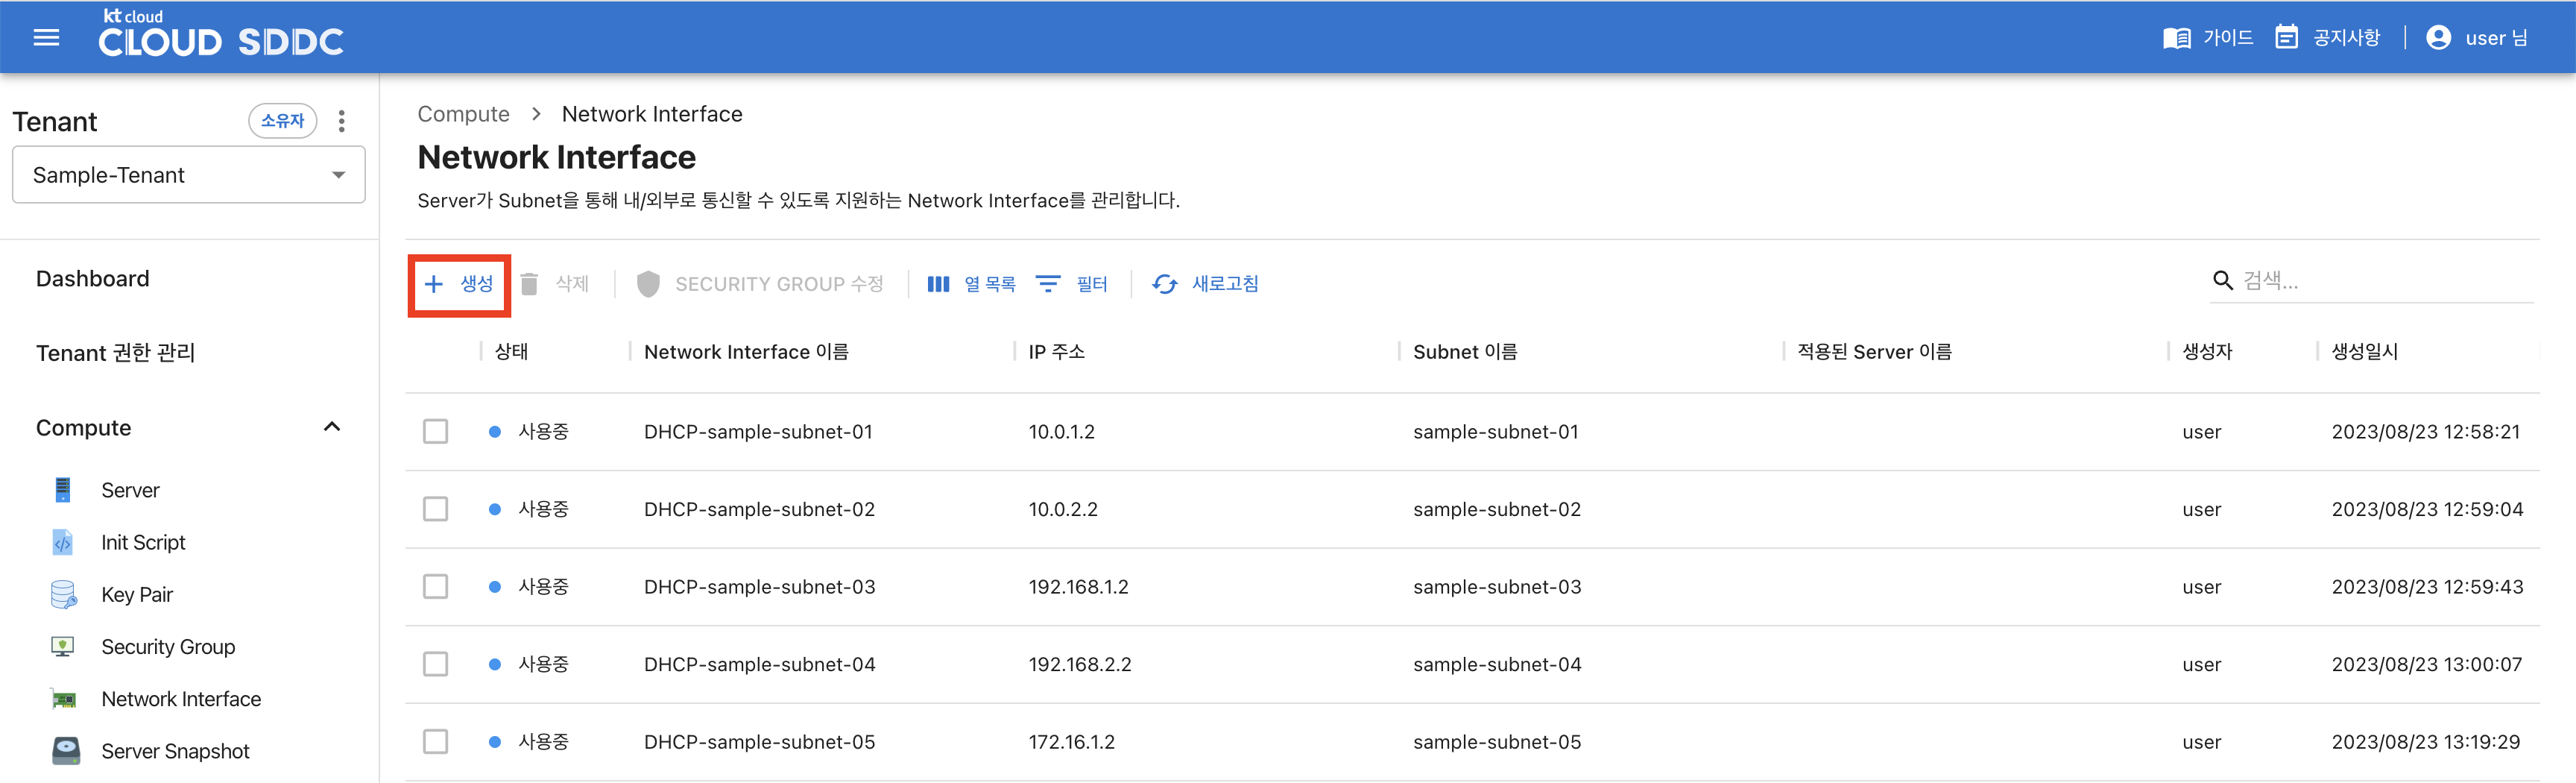 kt cloud
CLOUD SDDC
가이드
공지사항
user 님
Tenant
소유자
Sample-Tenant
Dashboard
Tenant 권한 관리
Compute
Server
Init Script
Key Pair
Security Group
Network Interface
Server Snapshot
Compute > Network Interface
Network Interface
Server가 Subnet을 통해 내/외부로 통신할 수 있도록 지원하는 Network Interface를 관리합니다.
+ 생성 삭제 SECURITY GROUP 수정 열 목록 필터 새로고침 검색...
상태 Network Interface 이름 IP 주소 Subnet 이름 적용된 Server 이름 생성자 생성일시
사용중 DHCP-sample-subnet-01 10.0.1.2 sample-subnet-01 user 2023/08/23 12:58:21
사용중 DHCP-sample-subnet-02 10.0.2.2 sample-subnet-02 user 2023/08/23 12:59:04
사용중 DHCP-sample-subnet-03 192.168.1.2 sample-subnet-03 user 2023/08/23 12:59:43
사용중 DHCP-sample-subnet-04 192.168.2.2 sample-subnet-04 user 2023/08/23 13:00:07
사용중 DHCP-sample-subnet-05 172.16.1.2 sample-subnet-05 user 2023/08/23 13:19:29